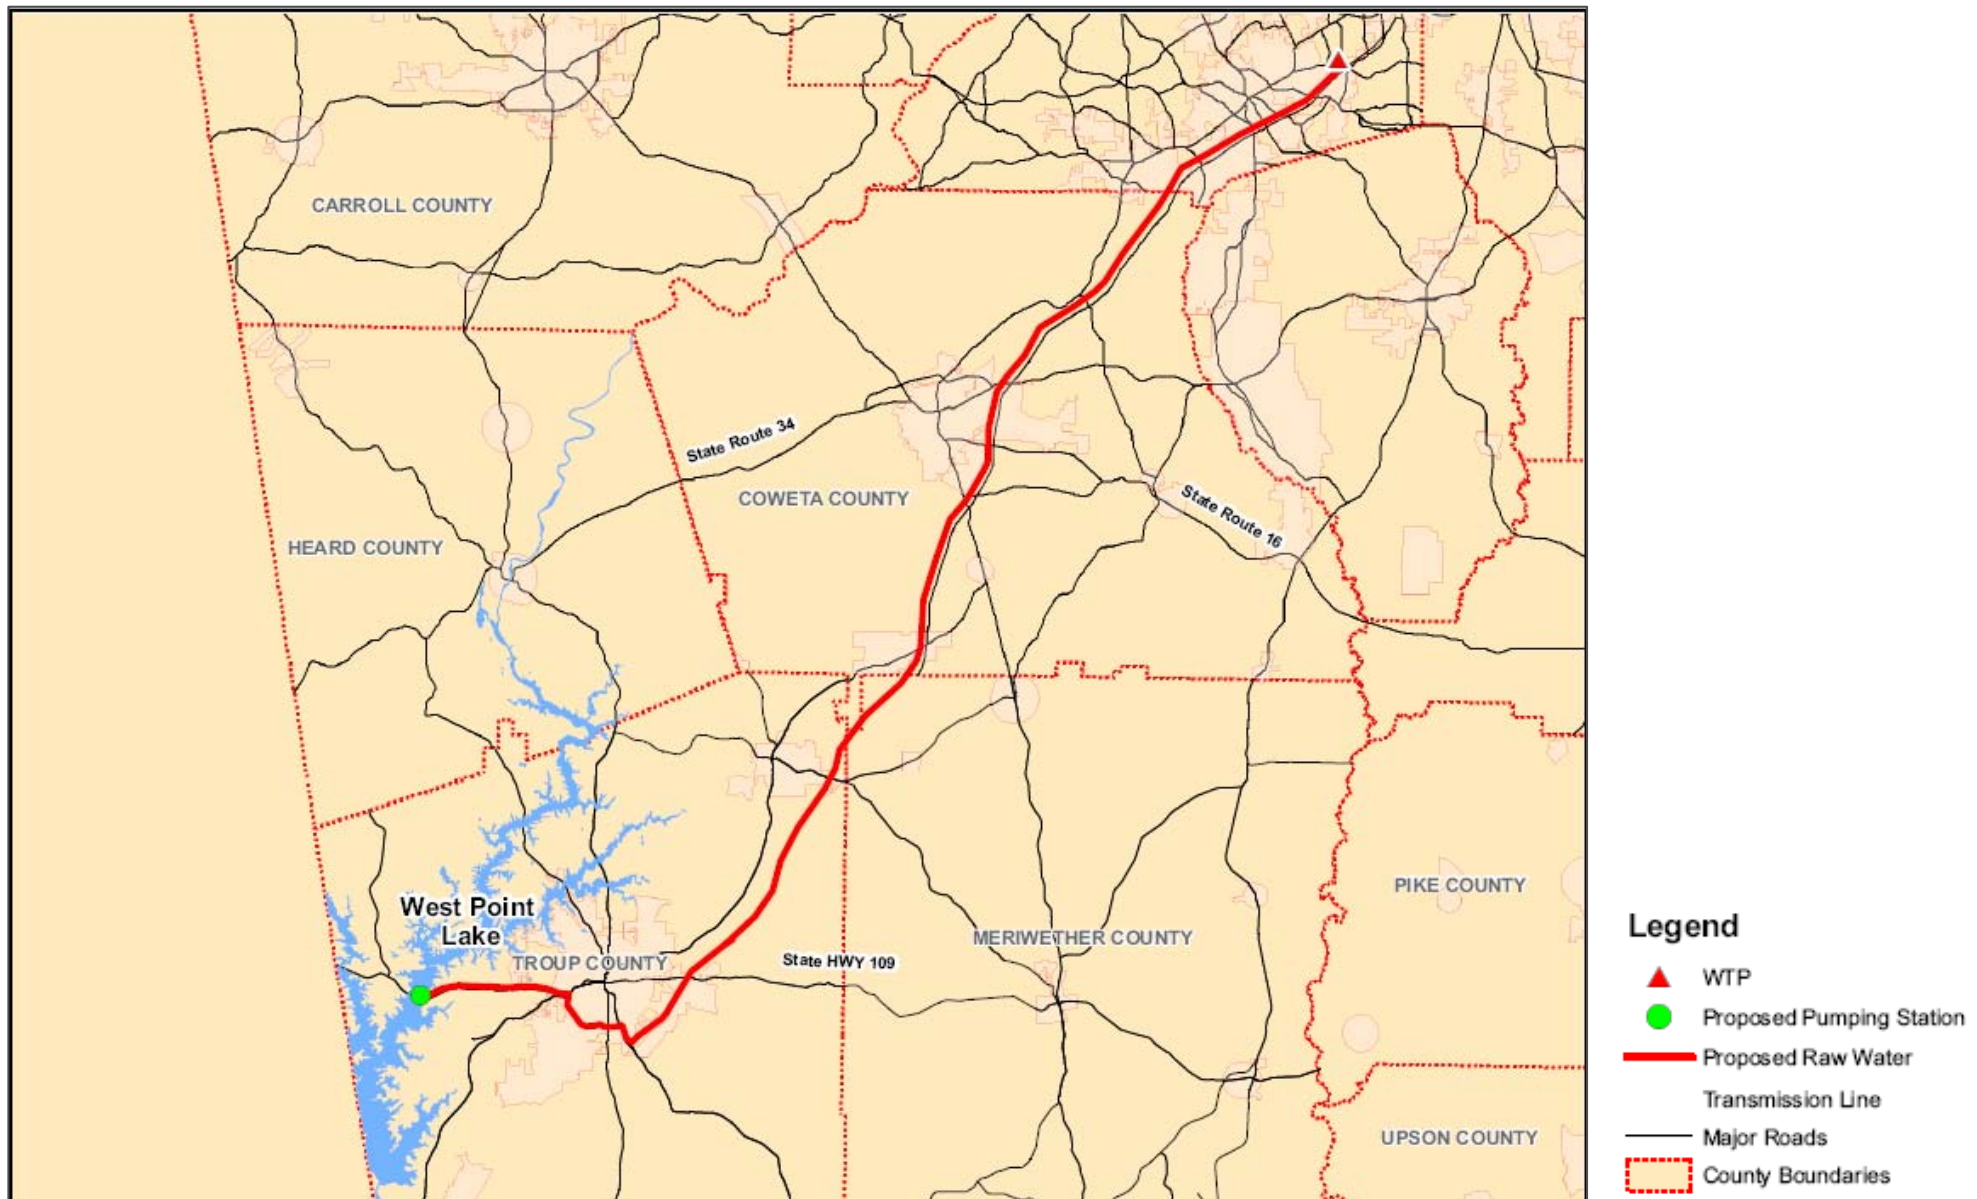 CARROLL COUNTY
State Route 34
COWETA COUNTY
State Route 16
HEARD COUNTY
West Point
Lake
TROUP COUNTY
State HWY 109
MERIWETHER COUNTY
PIKE COUNTY
UPSON COUNTY
Legend
WTP
Proposed Pumping Station
Proposed Raw Water
Transmission Line
Major Roads
County Boundaries